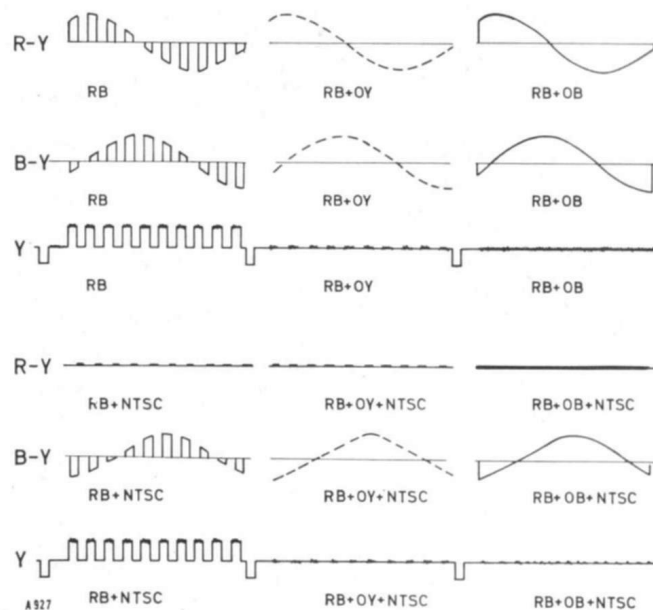 R-Y
RB RB+OY RB+OB
B-Y
RB RB+OY RB+OB
Y
RB RB+OY RB+OB
R-Y
RB+NTSC RB+OY+NTSC RB+OB+NTSC
B-Y
RB+NTSC RB+OY+NTSC RB+OB+NTSC
Y
RB+NTSC RB+OY+NTSC RB+OB+NTSC
A927